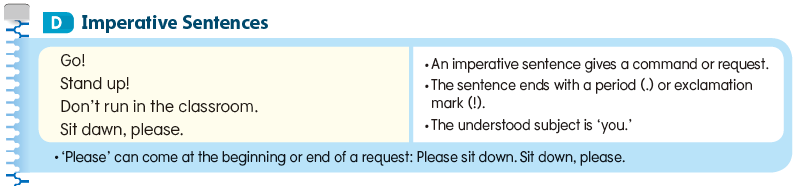 D Imperative Sentences
Go!
Stand up!
Don't run in the classroom.
Sit dawn, please.
• An imperative sentence gives a command or request.
• The sentence ends with a period (.) or exclamation
mark (!).
• The understood subject is 'you.'
• 'Please' can come at the beginning or end of a request: Please sit down. Sit down, please.